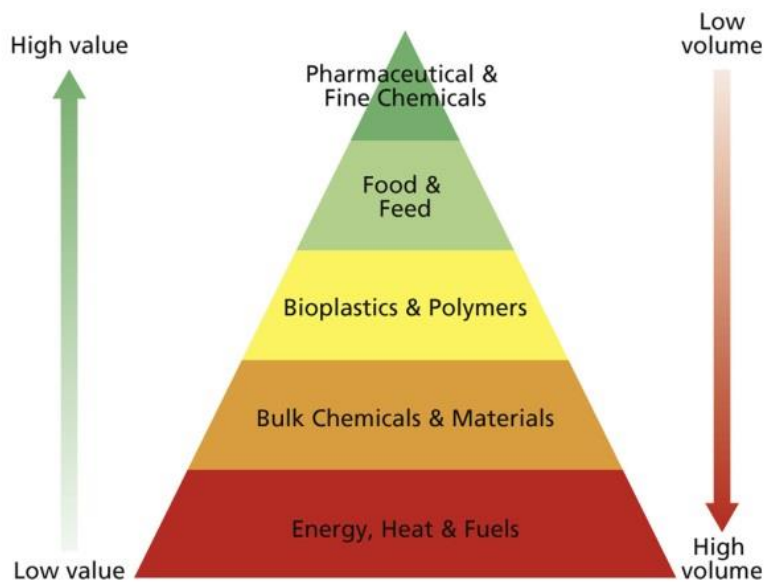 High value
Low
volume
Pharmaceutical &
Fine Chemicals
Food &
Feed
Bioplastics & Polymers
Bulk Chemicals & Materials
Energy, Heat & Fuels
Low value
High
volume